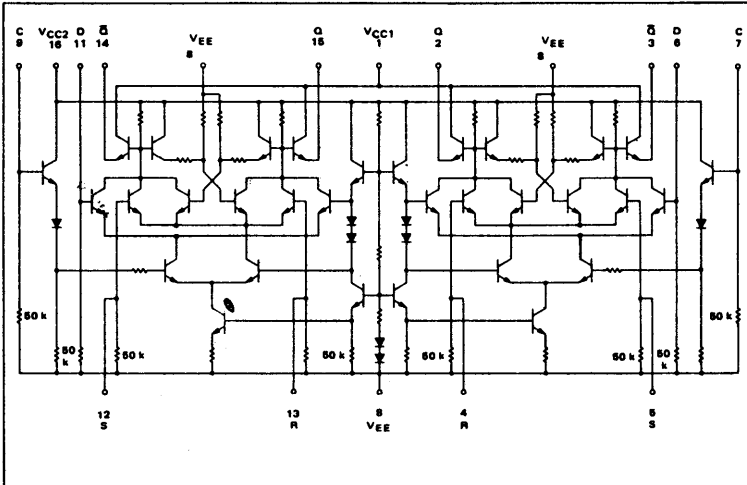 C 9
VCC2 16
D 11
Q̅ 14
VEE 8
Q 15
VCC1 1
Q 2
VEE 8
Q̅ 3
D 6
C 7
50 k
50 k
50 k
50 k
50 k
50 k
50 k
50 k
12 S
13 R
8 VEE
4 R
5 S